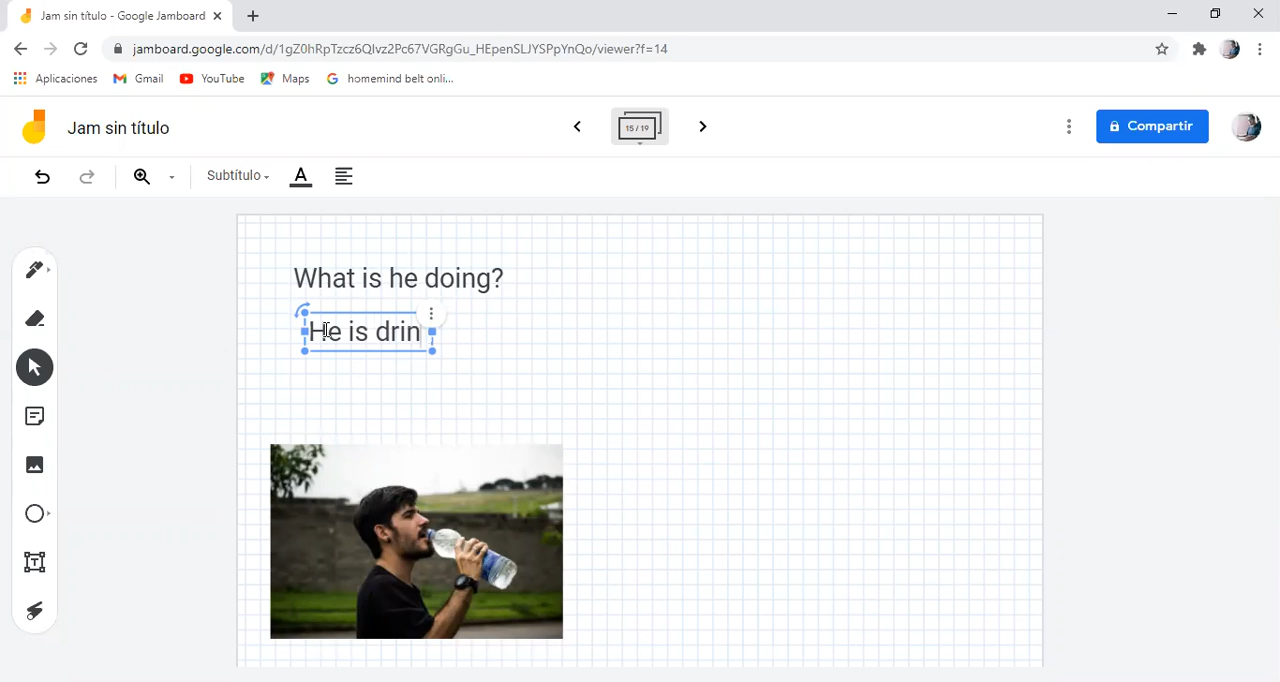 Jam sin título - Google Jamboard
jamboard.google.com/d/1gZ0hRpTzcz6QIvz2Pc67VGRgGu_HEpenSLJYSPpYnQo/viewer?f=14
Aplicaciones Gmail YouTube Maps G homemind belt onli...
Jam sin título
15 / 19
Compartir
Subtítulo A
What is he doing?
He is drin
T